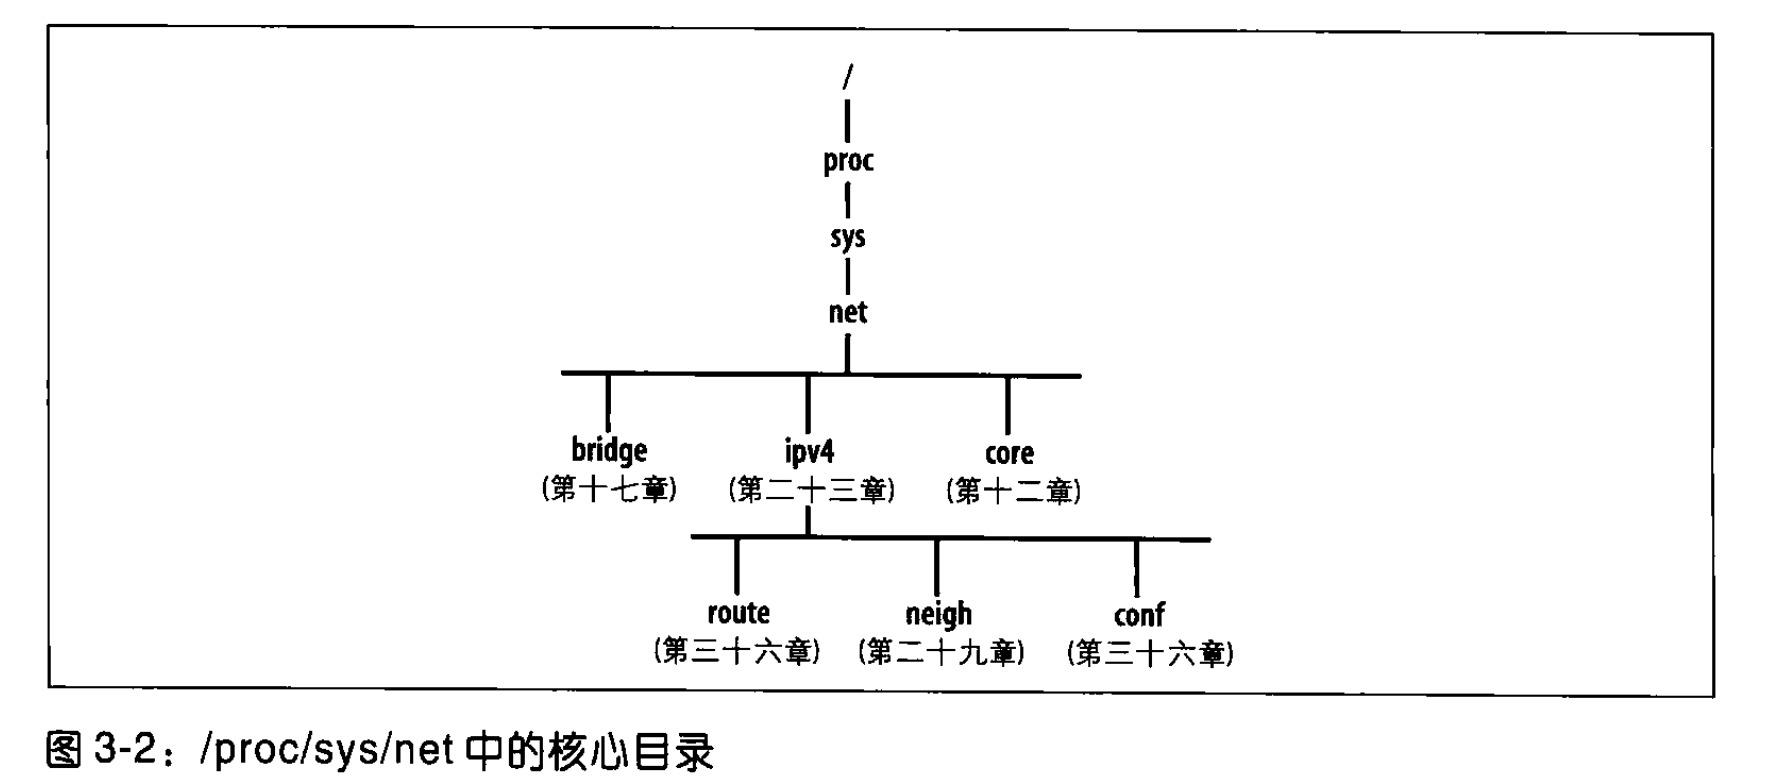 /
proc
sys
net
bridge ipv4 core
(第十七章) (第二十三章) (第十二章)
route neigh conf
(第三十六章) (第二十九章) (第三十六章)
图 3-2：/proc/sys/net 中的核心目录